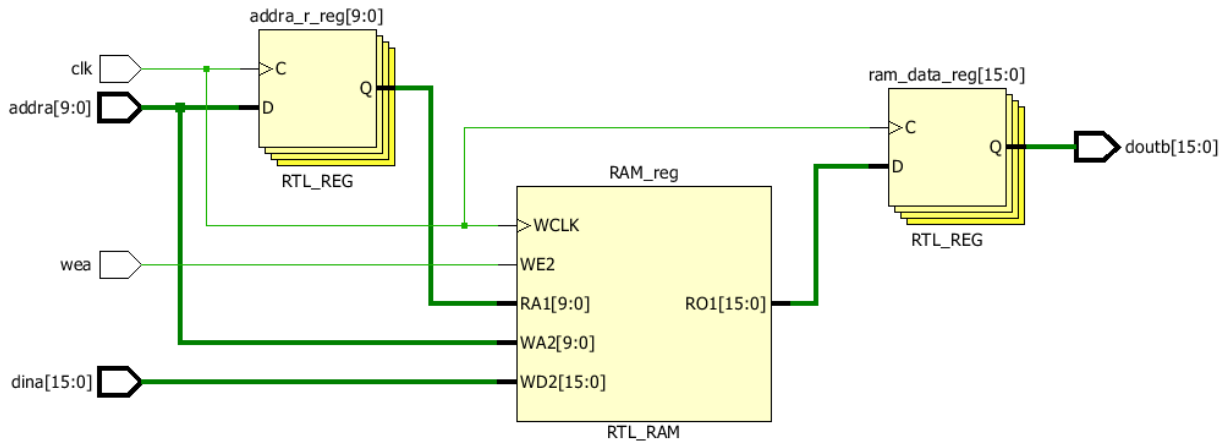 addra_r_reg[9:0]
clk
C
Q
addra[9:0]
D
RTL_REG
ram_data_reg[15:0]
C
Q
doutb[15:0]
D
RTL_REG
RAM_reg
WCLK
wea
WE2
RA1[9:0]
RO1[15:0]
WA2[9:0]
dina[15:0]
WD2[15:0]
RTL_RAM